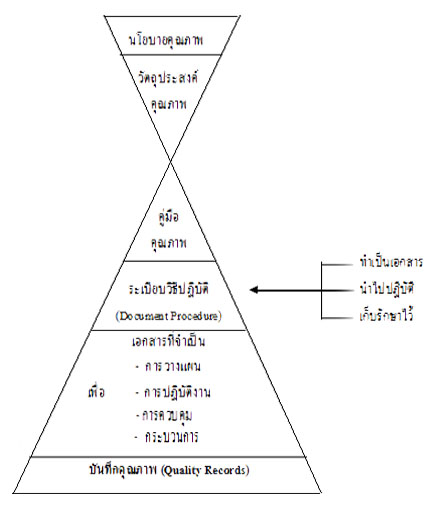 นโยบายคุณภาพ
วัตถุประสงค์
คุณภาพ
คู่มือ
คุณภาพ
ระเบียบวิธีปฎิบัติ
(Document Procedure)
ทำเป็นเอกสาร
นำไปปฎิบัติ
เก็บรักษาไว้
เอกสารที่จำเป็น
- การวางแผน
เพื่อ - การปฎิบัติงาน
- การควบคุม
- กระบวนการ
บันทึกคุณภาพ (Quality Records)